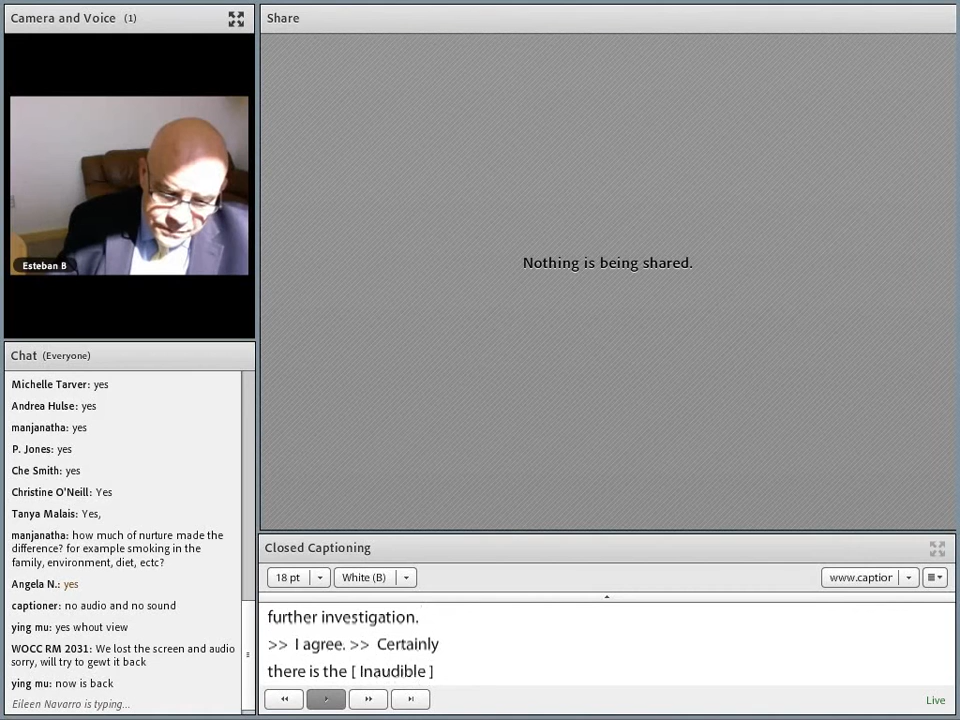 Camera and Voice (1)
Share
Esteban B
Nothing is being shared.
Chat (Everyone)
Michelle Tarver: yes
Andrea Hulse: yes
manjanatha: yes
P. Jones: yes
Che Smith: yes
Christine O'Neill: Yes
Tanya Malais: Yes,
manjanatha: how much of nurture made the
difference? for example smoking in the
family, environment, diet, ectc?
Angela N.: yes
captioner: no audio and no sound
ying mu: yes whout view
WOCC RM 2031: We lost the screen and audio
sorry, will try to gewt it back
ying mu: now is back
Eileen Navarro is typing...
Closed Captioning
18 pt
White (B)
www.captior
further investigation.
>> I agree. >> Certainly
there is the [ Inaudible ]
Live